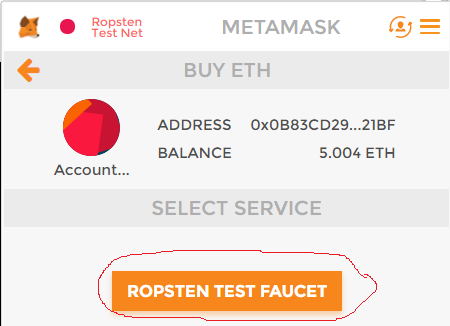 Ropsten
Test Net
METAMASK
BUY ETH
ADDRESS 0x0B83CD29...21BF
BALANCE 5.004 ETH
Account...
SELECT SERVICE
ROPSTEN TEST FAUCET